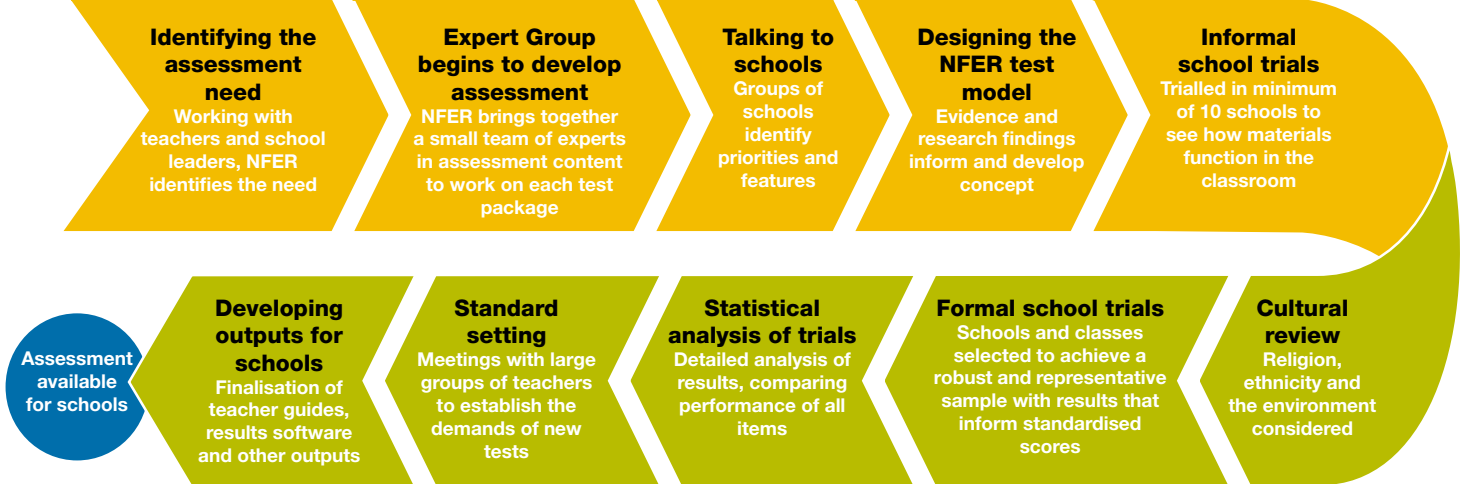 Identifying the
assessment
need
Working with
teachers and school
leaders, NFER
identifies the need
Expert Group
begins to develop
assessment
NFER brings together
a small team of experts
in assessment content
to work on each test
package
Talking to
schools
Groups of
schools
identify
priorities and
features
Designing the
NFER test
model
Evidence and
research findings
inform and develop
concept
Informal
school trials
Trialled in minimum
of 10 schools to
see how materials
function in the
classroom
Cultural
review
Religion,
ethnicity and
the environment
considered
Formal school trials
Schools and classes
selected to achieve a
robust and representative
sample with results that
inform standardised
scores
Statistical
analysis of trials
Detailed analysis of
results, comparing
performance of all
items
Standard
setting
Meetings with large
groups of teachers
to establish the
demands of new
tests
Developing
outputs for
schools
Finalisation of
teacher guides,
results software
and other outputs
Assessment
available
for schools